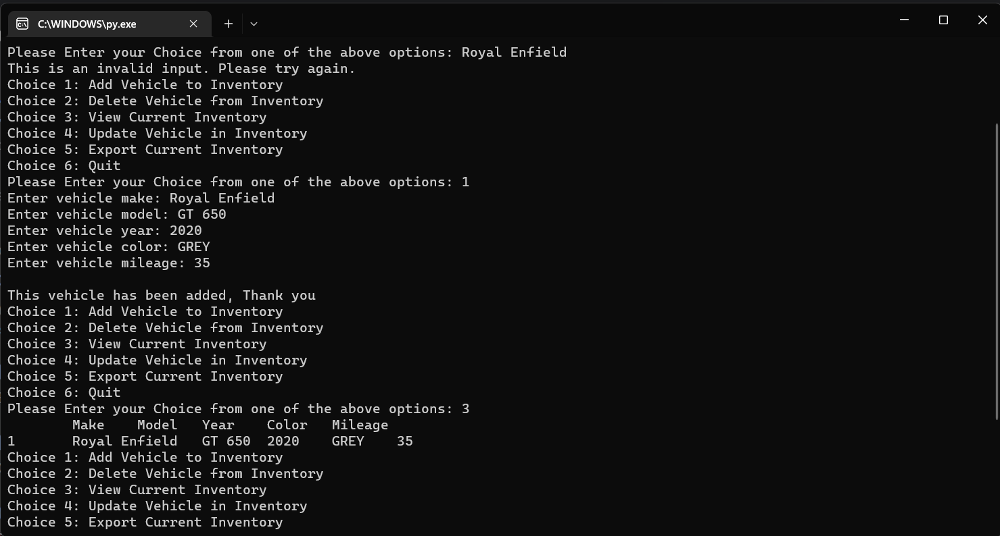 C:\WINDOWS\py.exe
Please Enter your Choice from one of the above options: Royal Enfield
This is an invalid input. Please try again.
Choice 1: Add Vehicle to Inventory
Choice 2: Delete Vehicle from Inventory
Choice 3: View Current Inventory
Choice 4: Update Vehicle in Inventory
Choice 5: Export Current Inventory
Choice 6: Quit
Please Enter your Choice from one of the above options: 1
Enter vehicle make: Royal Enfield
Enter vehicle model: GT 650
Enter vehicle year: 2020
Enter vehicle color: GREY
Enter vehicle mileage: 35
This vehicle has been added, Thank you
Choice 1: Add Vehicle to Inventory
Choice 2: Delete Vehicle from Inventory
Choice 3: View Current Inventory
Choice 4: Update Vehicle in Inventory
Choice 5: Export Current Inventory
Choice 6: Quit
Please Enter your Choice from one of the above options: 3
Make Model Year Color Mileage
1 Royal Enfield GT 650 2020 GREY 35
Choice 1: Add Vehicle to Inventory
Choice 2: Delete Vehicle from Inventory
Choice 3: View Current Inventory
Choice 4: Update Vehicle in Inventory
Choice 5: Export Current Inventory